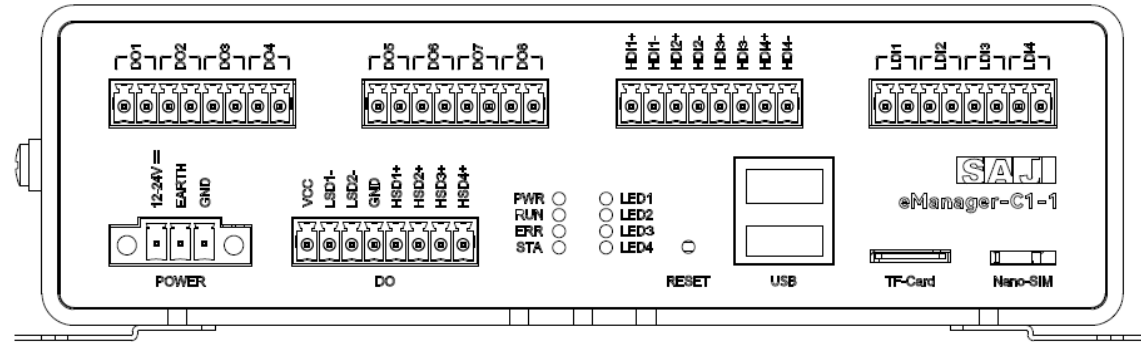 DO1 DO2 DO3 DO4
DO5 DO6 DO7 DO8
HDI1+ HDI1- HDI2+ HDI2- HDI3+ HDI3- HDI4+ HDI4-
LDI1 LDI2 LDI3 LDI4
12-24V EARTH GND
POWER
VCC LSD1- LSD2- GND HSD1+ HSD2+ HSD3+ HSD4+
DO
PWR LED1
RUN LED2
ERR LED3
STA LED4
RESET
USB
SAJ
eManager-C1-1
TF-Card
Nano-SIM